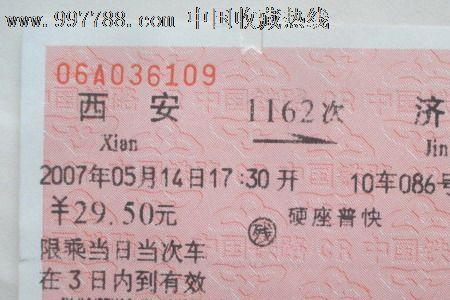 www.997788.com 中国收藏热线
06A036109
西 安 1162次 济
Xian Jin
2007年05月14日17:30开 10车086号
￥29.50元 残 硬座普快
限乘当日当次车
在3日内到有效